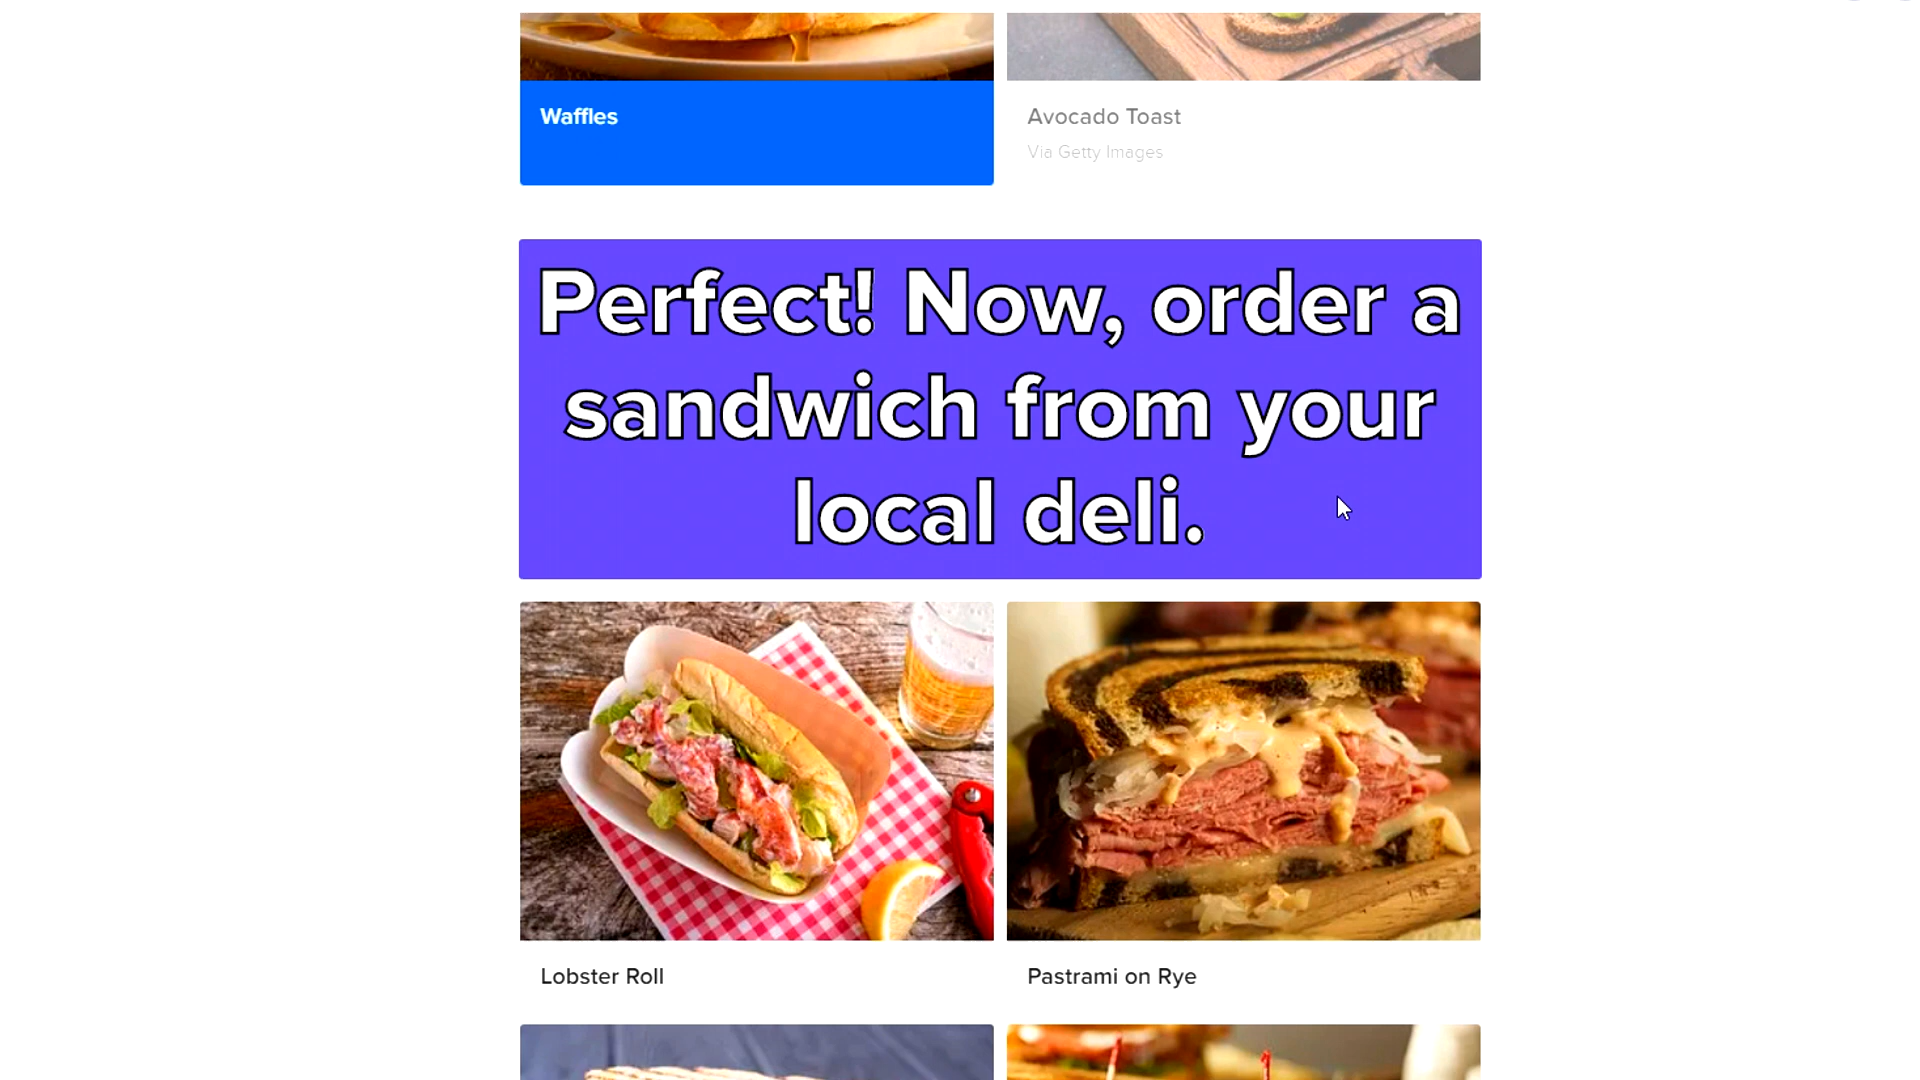 Waffles
Avocado Toast
Via Getty Images
Perfect! Now, order a
sandwich from your
local deli.
Lobster Roll
Pastrami on Rye